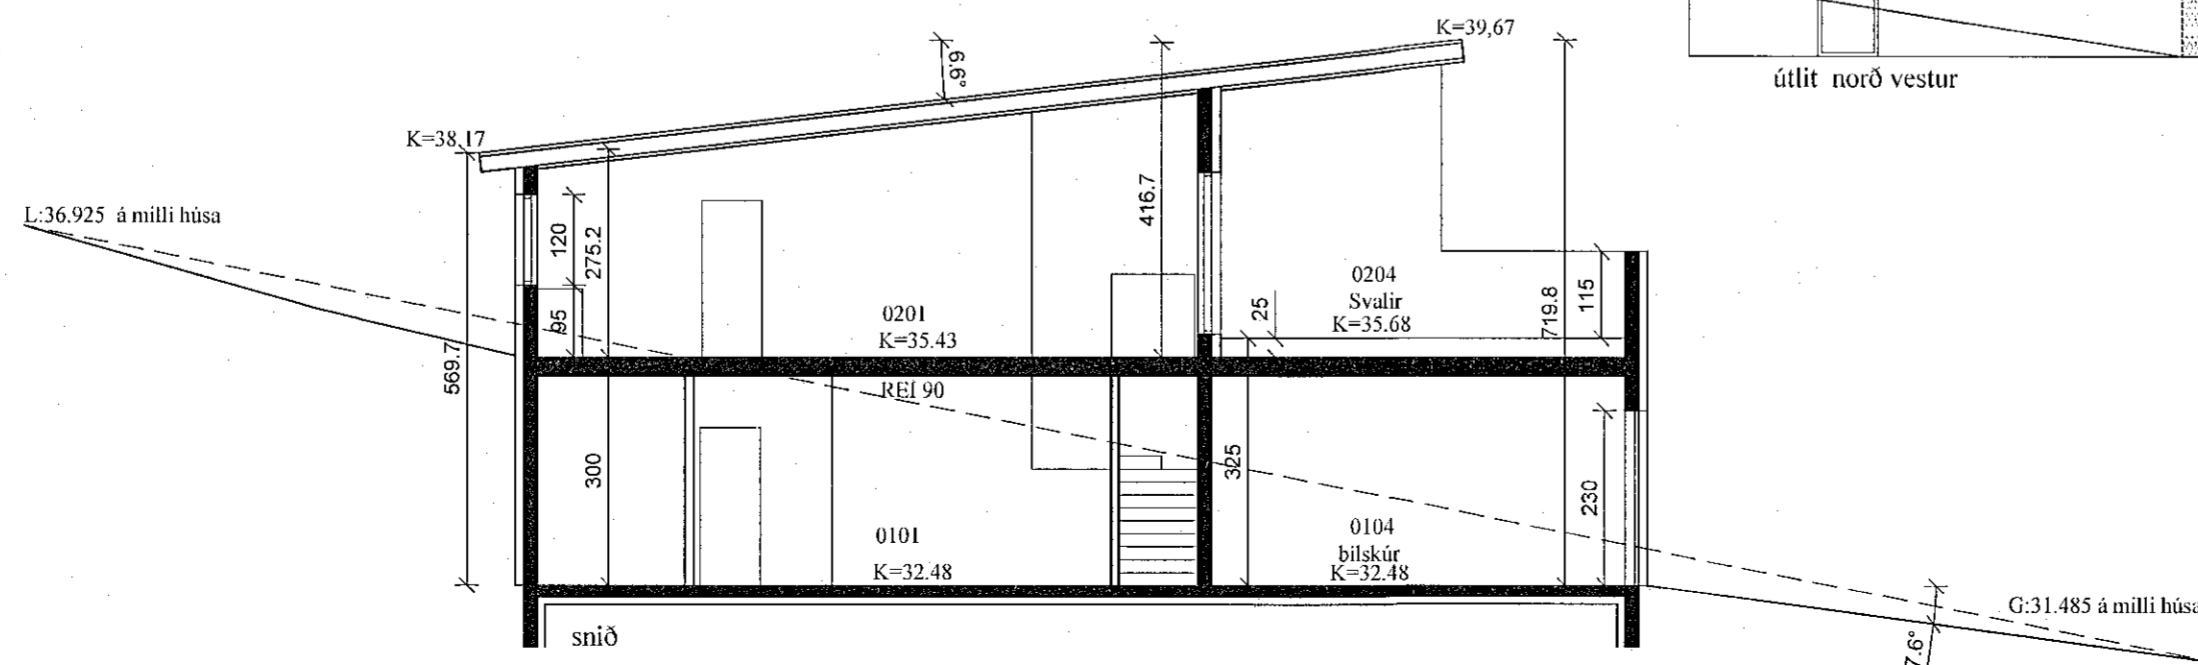 K=39,67
útlit norð vestur
6.6°
K=38,17
L:36.925 á milli húsa
120
275.2
95
569.7
416.7
0201
K=35.43
0204
Svalir
K=35.68
25
719.8
115
REI 90
300
325
230
0101
K=32.48
0104
bilskúr
K=32.48
G:31.485 á milli húsa
7.6°
snið